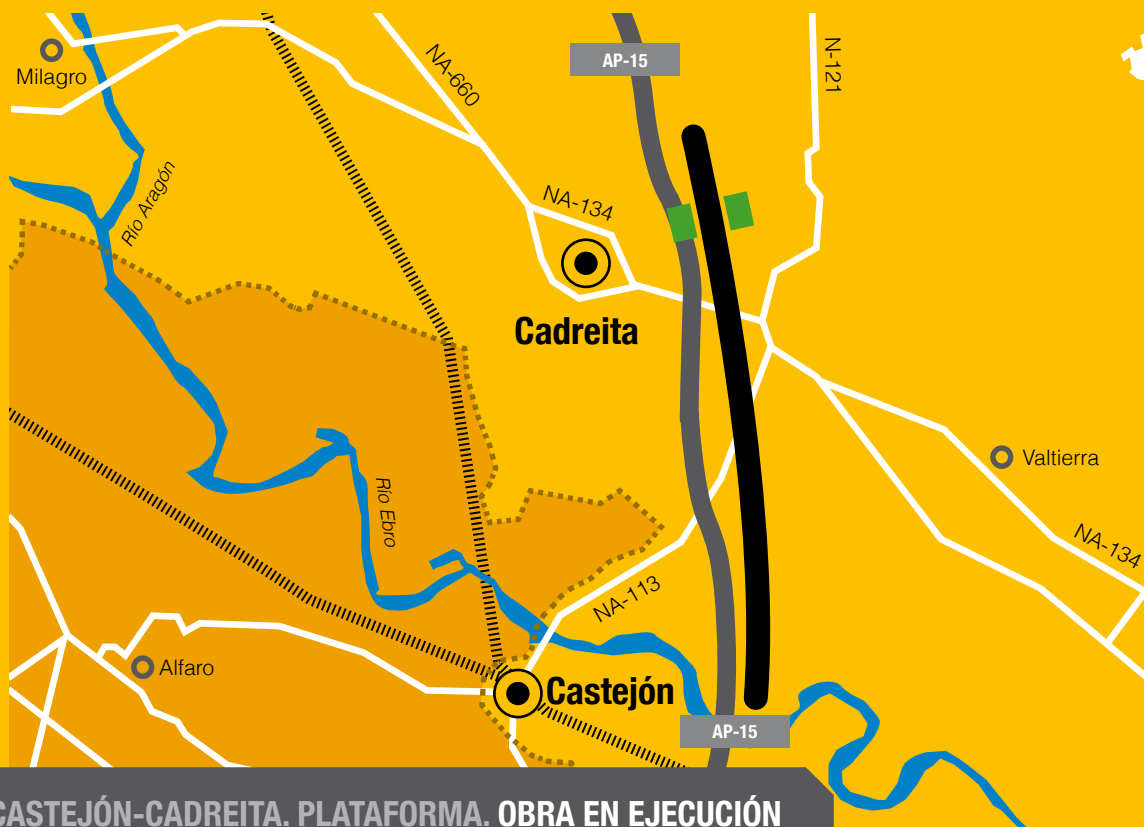 AP-15
N-121
NA-660
Milagro
Río Aragón
NA-134
Cadreita
Valtierra
Río Ebro
NA-134
NA-113
Alfaro
Castejón
AP-15
CASTEJÓN-CADREITA. PLATAFORMA. OBRA EN EJECUCIÓN